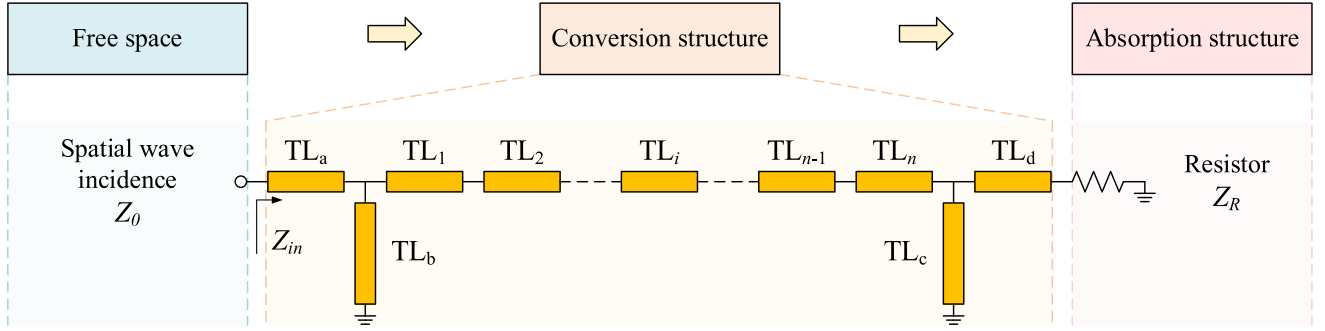 Free space
Conversion structure
Absorption structure
Spatial wave
incidence
Z0
Zin
TLa
TL1
TL2
TLi
TLn-1
TLn
TLd
TLb
TLc
Resistor
ZR